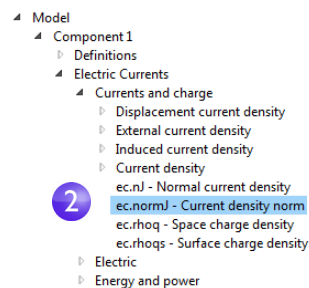 Model
Component 1
Definitions
Electric Currents
Currents and charge
Displacement current density
External current density
Induced current density
Current density
ec.nJ - Normal current density
2
ec.normJ - Current density norm
ec.rhoq - Space charge density
ec.rhoqs - Surface charge density
Electric
Energy and power